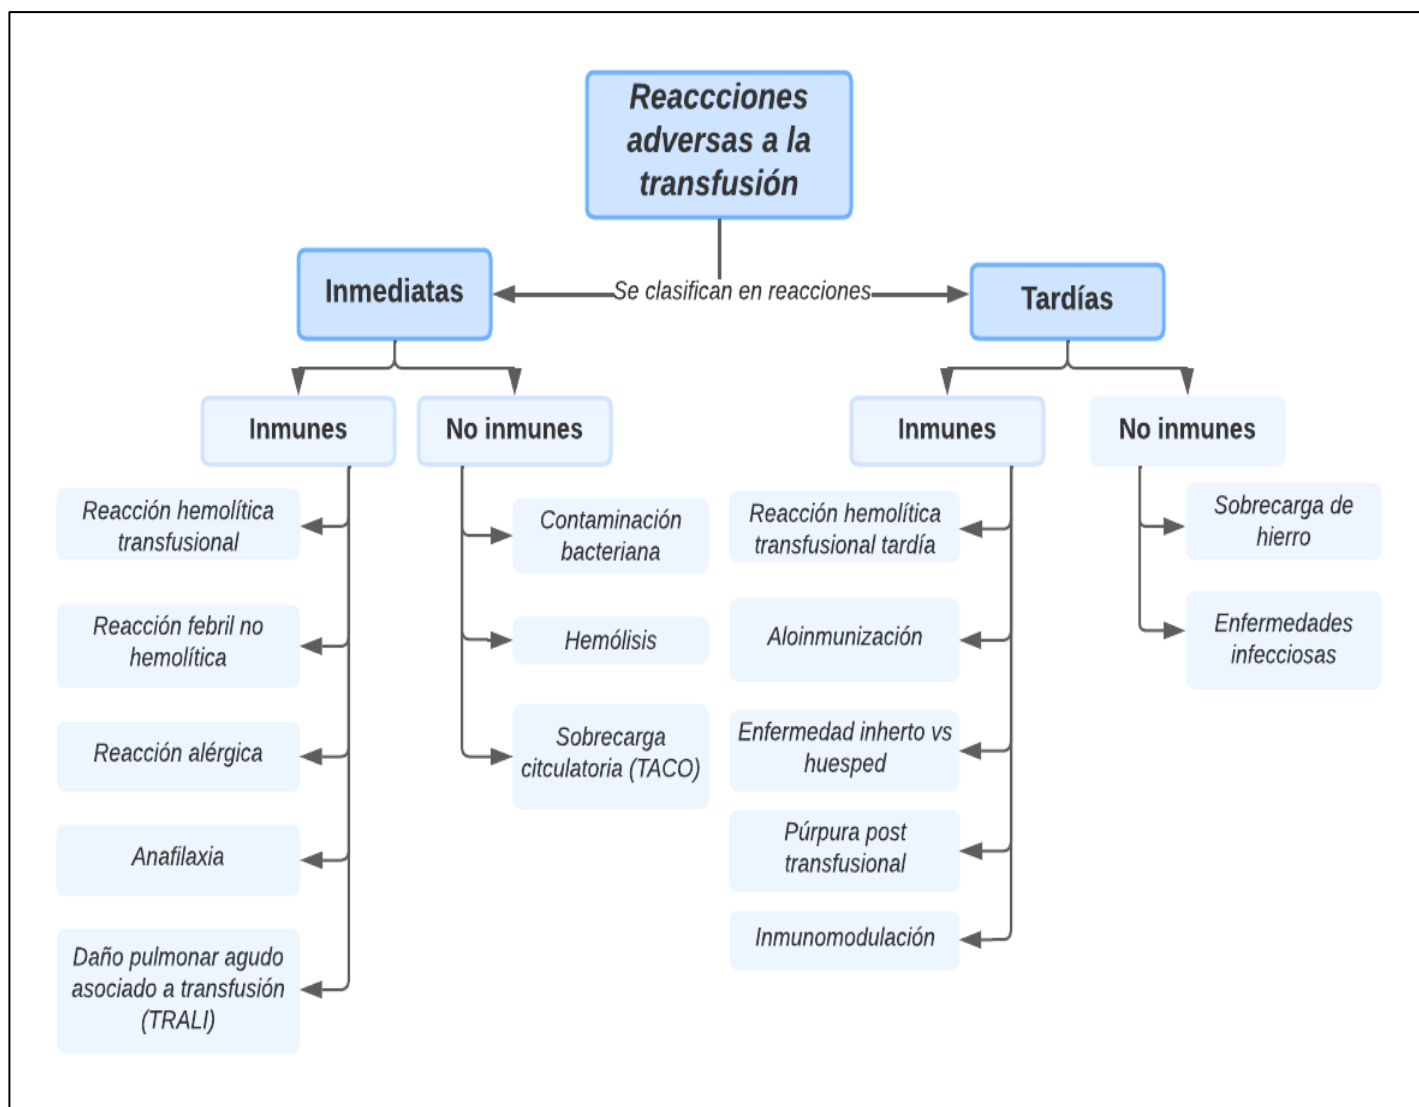 Reaccciones
adversas a la
transfusión
Se clasifican en reacciones
Inmediatas
Inmunes
Reacción hemolítica
transfusional
Reacción febril no
hemolítica
Reacción alérgica
Anafilaxia
Daño pulmonar agudo
asociado a transfusión
(TRALI)
No inmunes
Contaminación
bacteriana
Hemólisis
Sobrecarga
citculatoria (TACO)
Tardías
Inmunes
Reacción hemolítica
transfusional tardía
Aloinmunización
Enfermedad inherto vs
huesped
Púrpura post
transfusional
Inmunomodulación
No inmunes
Sobrecarga de
hierro
Enfermedades
infecciosas